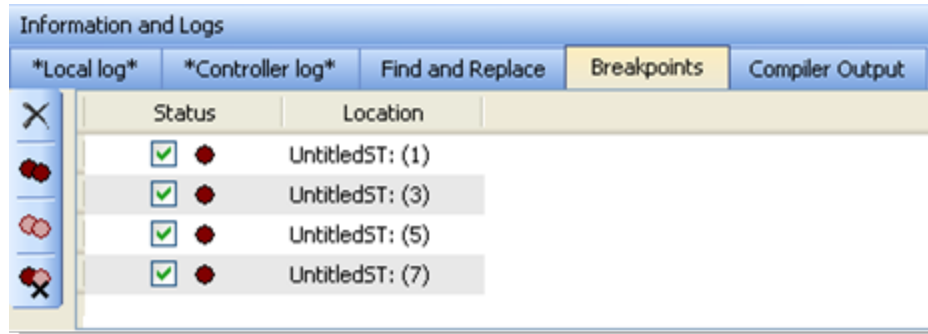 Information and Logs
*Local log* *Controller log* Find and Replace Breakpoints Compiler Output
Status Location
UntitledST: (1)
UntitledST: (3)
UntitledST: (5)
UntitledST: (7)